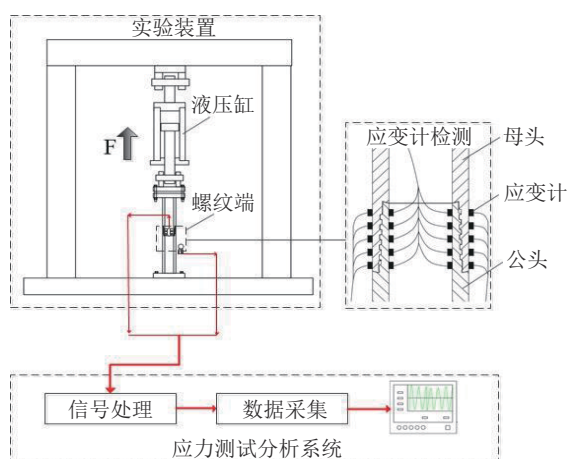 实验装置
液压缸
F
螺纹端
应变计检测
母头
应变计
公头
信号处理
数据采集
应力测试分析系统